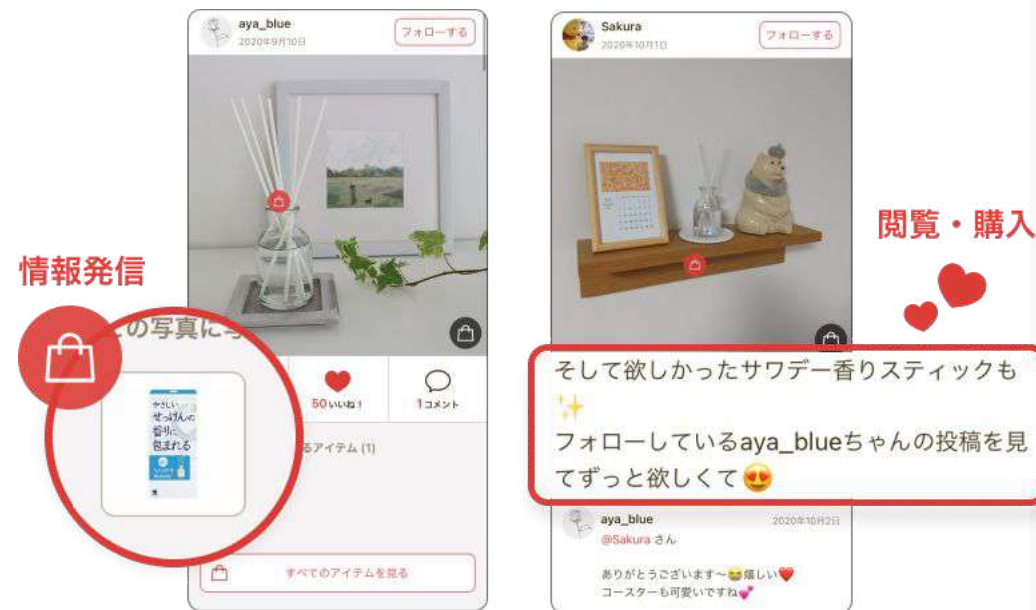 aya_blue
2020年9月10日
フォローする
情報発信
この写真に写
やさしい
せっけんの
香りに
包まれる
50 いいね！
1 コメント
るアイテム (1)
すべてのアイテムを見る
Sakura
2020年10月1日
フォローする
閲覧・購入
そして欲しかったサワデー香りスティックも
✨
フォローしているaya_blueちゃんの投稿を見
てずっと欲しくて😍
aya_blue
2020年10月2日
@Sakura さん
ありがとうございます〜😆嬉しい❤️
コースターも可愛いですね💕